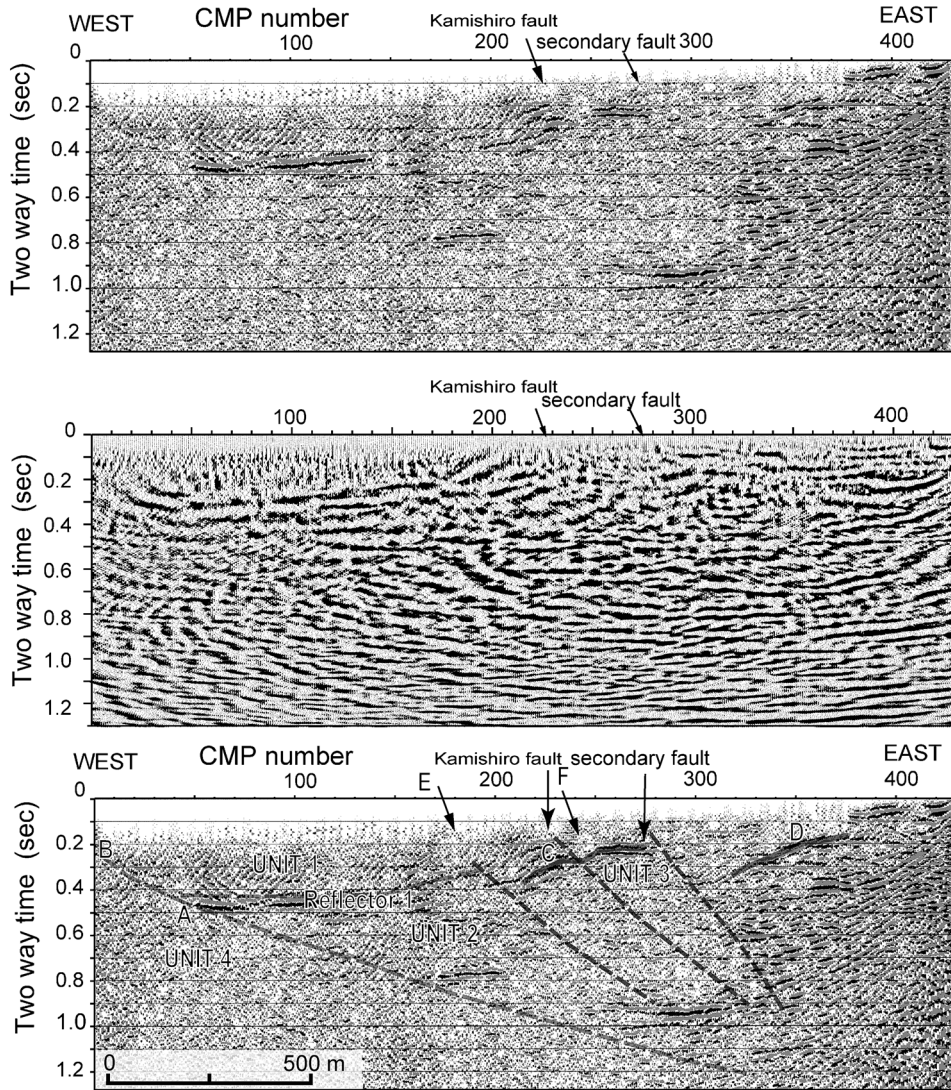 WEST CMP number Kamishiro fault EAST
0 100 200 secondary fault 300 400
0.2
0.4
0.6
0.8
1.0
1.2
Two way time (sec)
Kamishiro fault
100 200 secondary fault 300 400
0
0.2
0.4
0.6
0.8
1.0
1.2
Two way time (sec)
WEST CMP number Kamishiro fault secondary fault EAST
0 100 E 200 F 300 400
0.2
0.4
0.6
0.8
1.0
1.2
Two way time (sec)
B UNIT 1 C UNIT 3 D
A Reflector 1
UNIT 2
UNIT 4
0 500 m